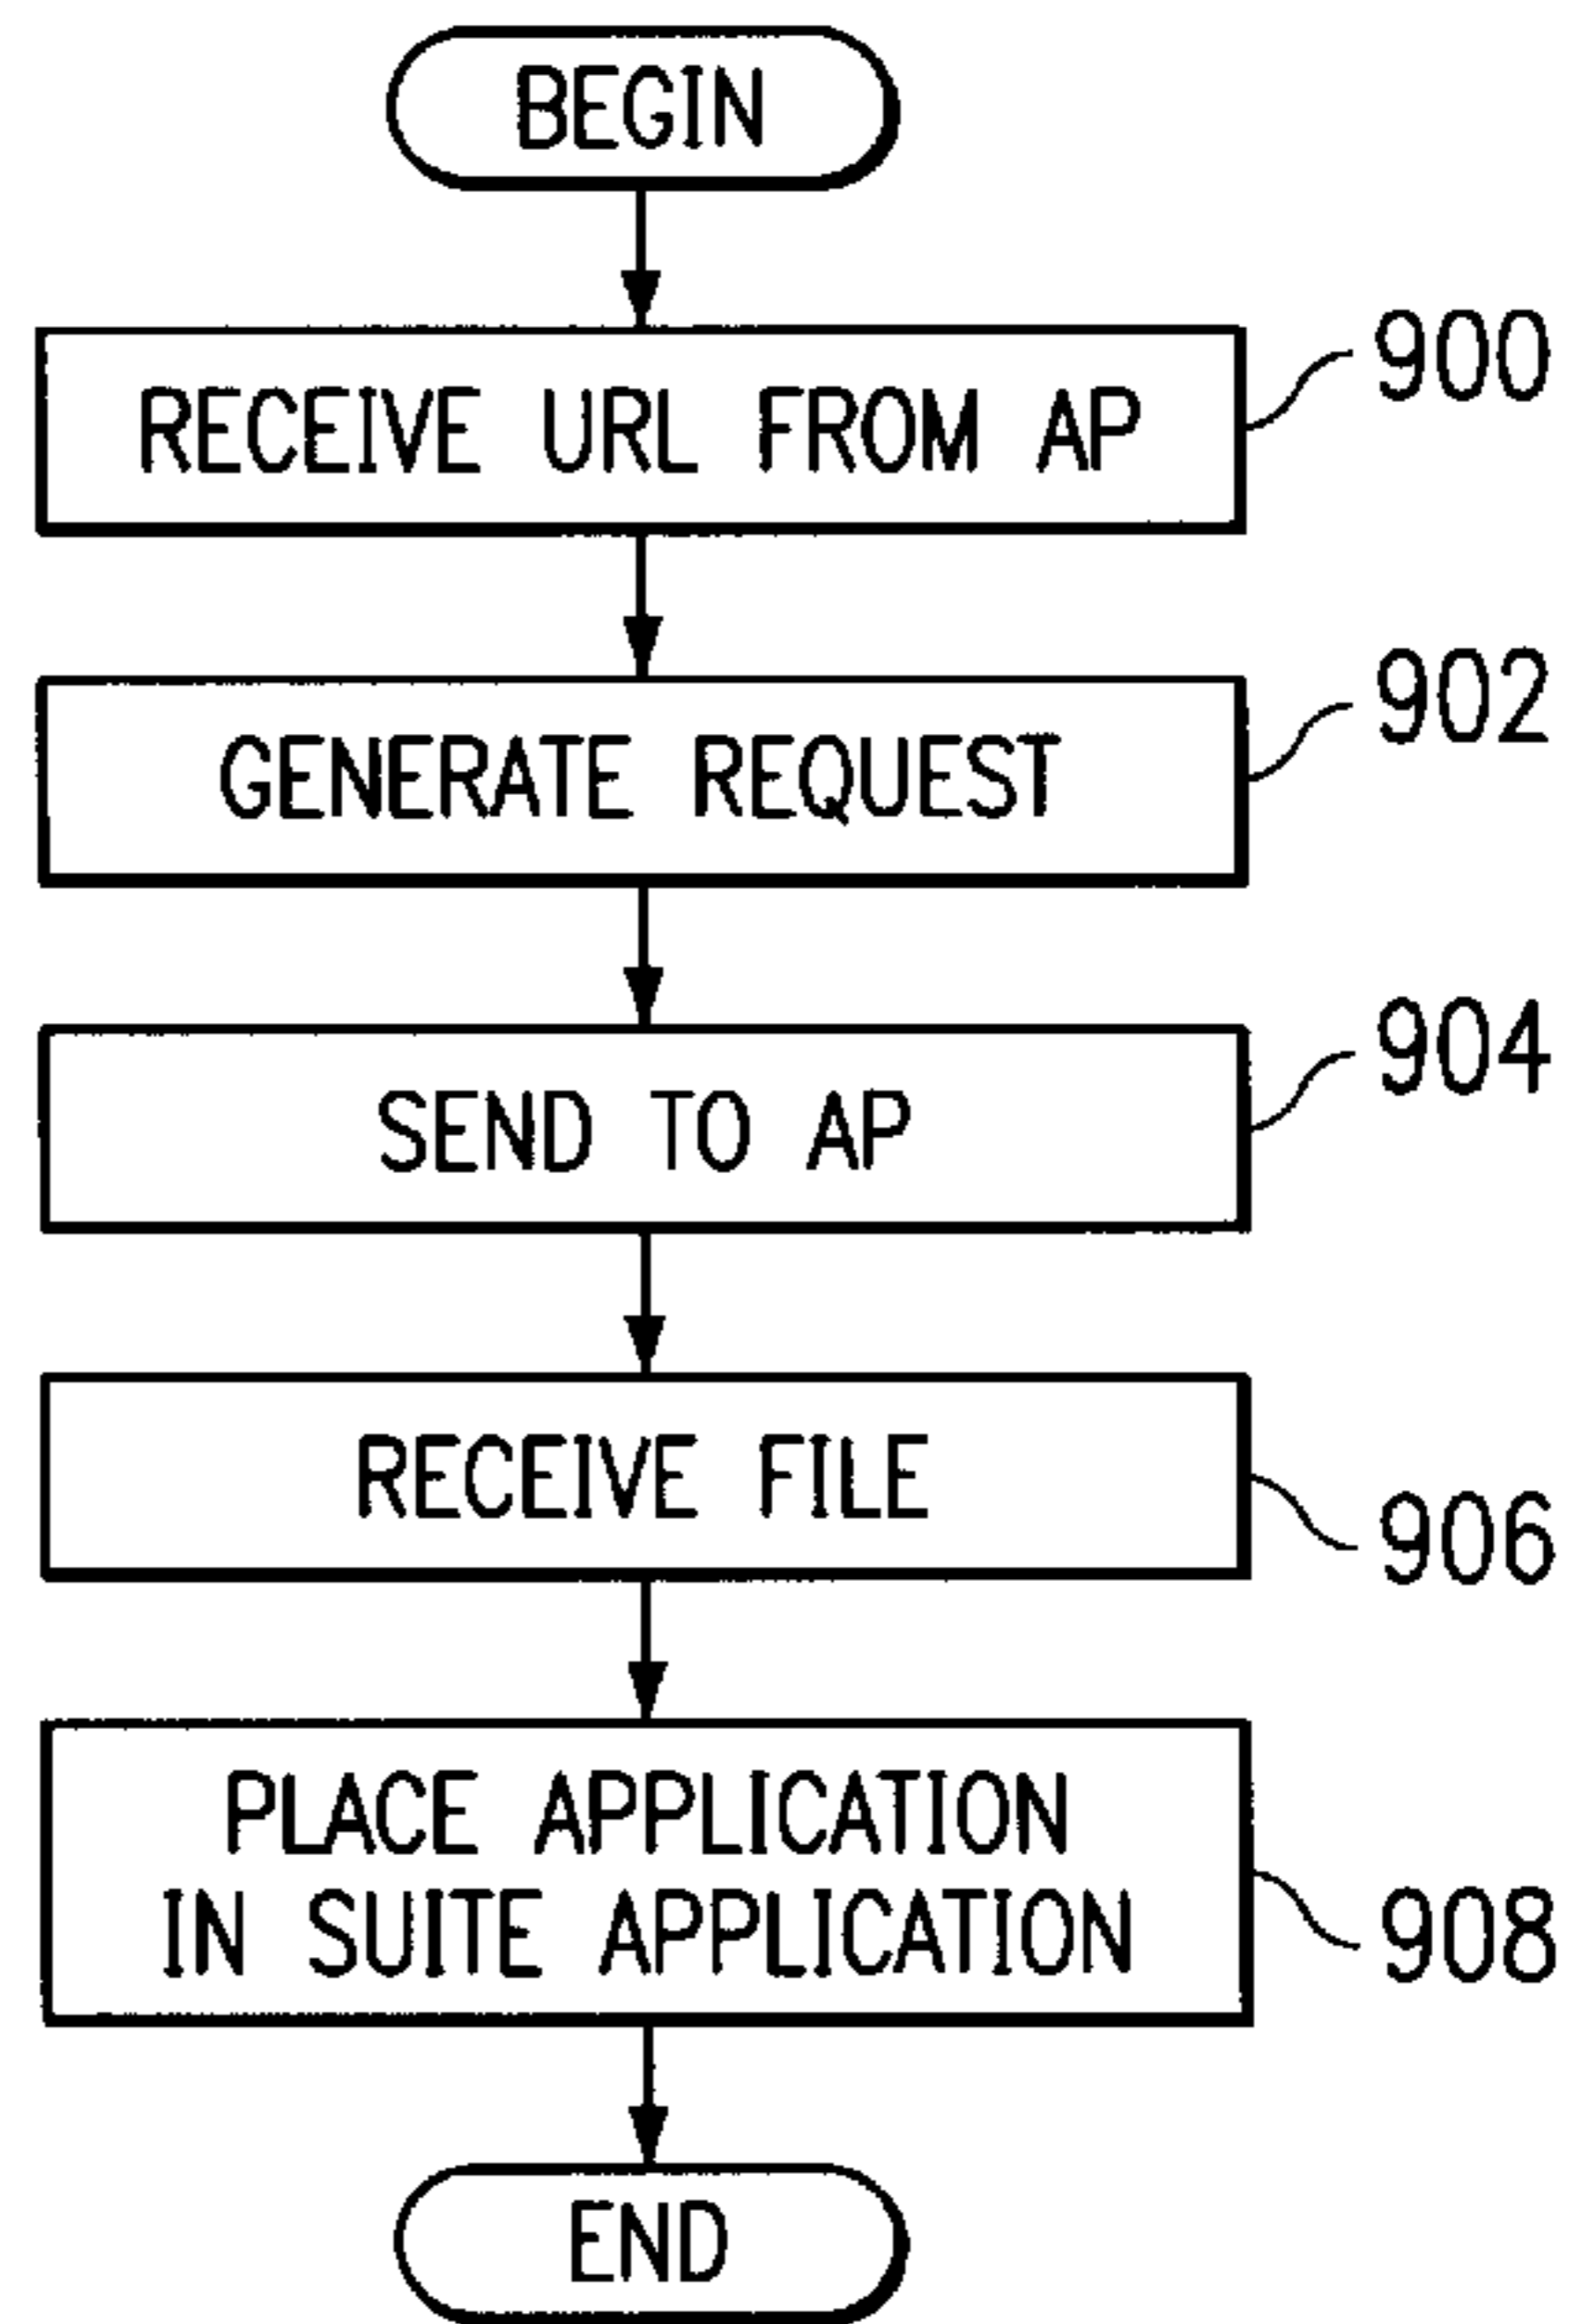 BEGIN
RECEIVE URL FROM AP
900
GENERATE REQUEST
902
SEND TO AP
904
RECEIVE FILE
906
PLACE APPLICATION
IN SUITE APPLICATION
908
END